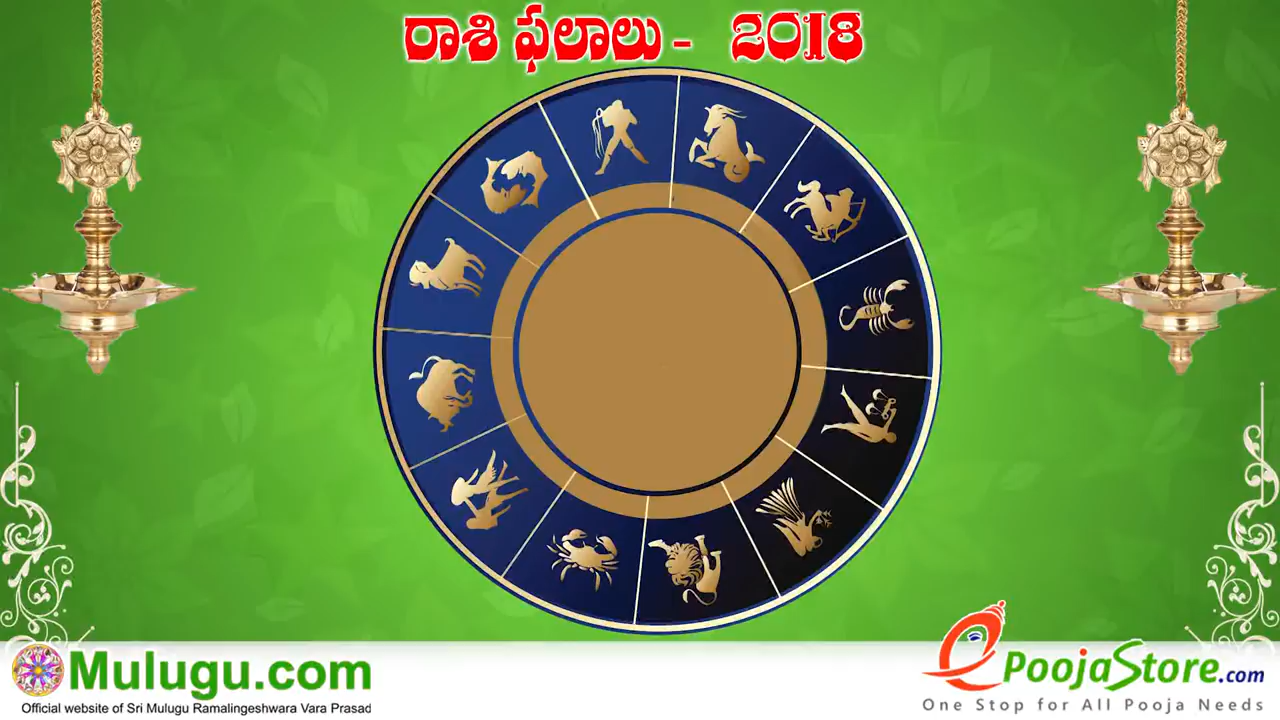 రాశి ఫలాలు - 2018
Mulugu.com
Official website of Sri Mulugu Ramalingeshwara Vara Prasad
ePoojaStore.com
One Stop for All Pooja Needs